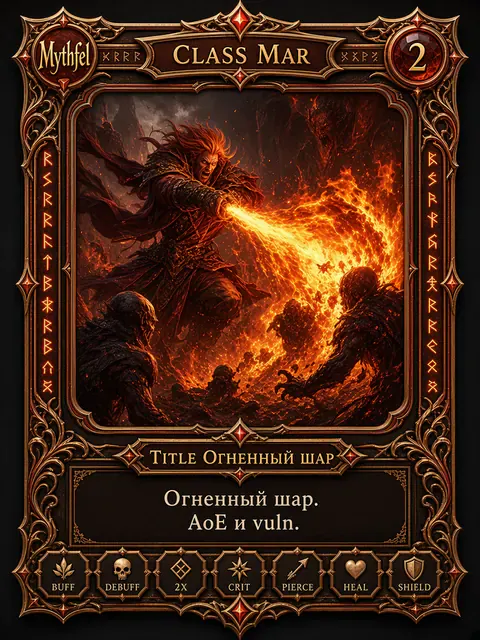 Mythfel
CLASS MAR
2
TITLE ОГНЕННЫЙ ШАР
Огненный шар.
AoE и vuln.
BUFF
DEBUFF
2X
CRIT
PIERCE
HEAL
SHIELD